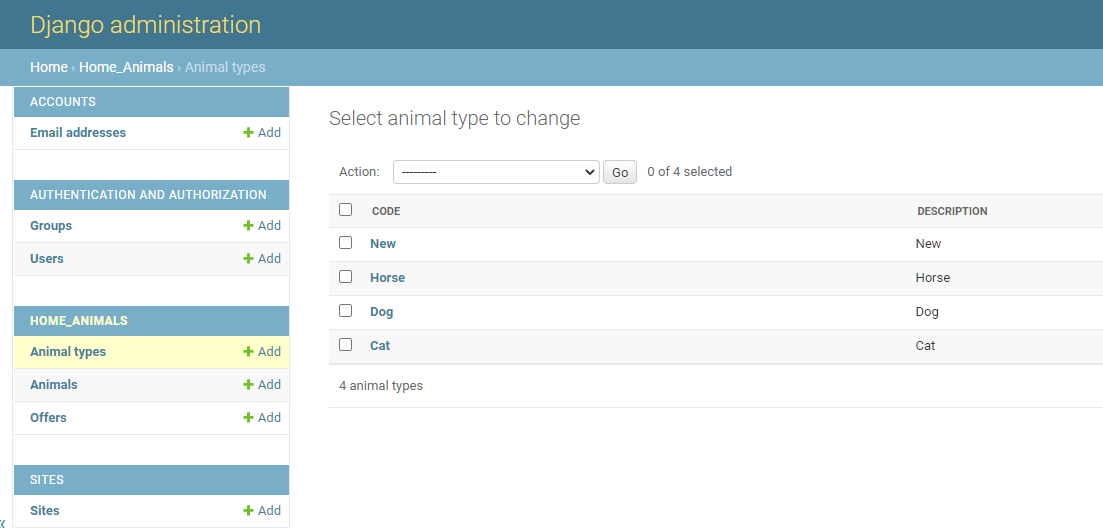 Django administration
Home › Home_Animals › Animal types
ACCOUNTS
Email addresses + Add
AUTHENTICATION AND AUTHORIZATION
Groups + Add
Users + Add
HOME_ANIMALS
Animal types + Add
Animals + Add
Offers + Add
SITES
Sites + Add
«
Select animal type to change
Action: --------- Go 0 of 4 selected
CODE DESCRIPTION
New New
Horse Horse
Dog Dog
Cat Cat
4 animal types